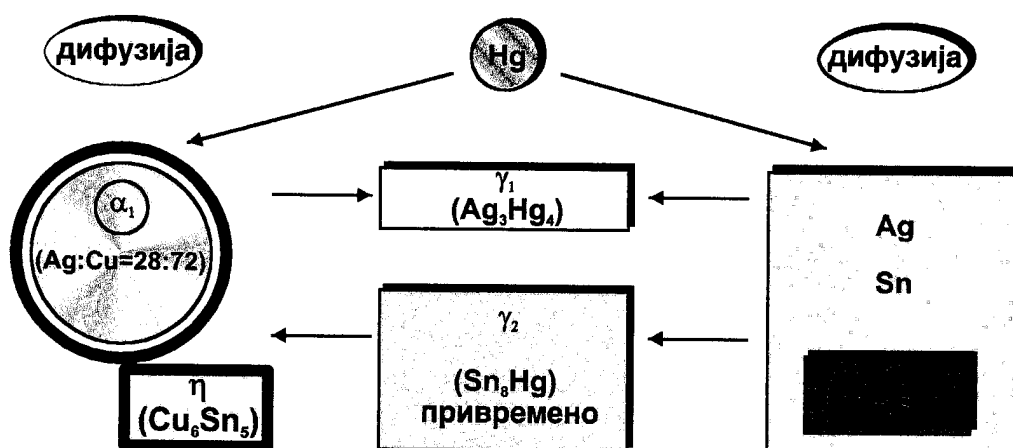 дифузија
Hg
дифузија
α₁
(Ag:Cu=28:72)
γ₁
(Ag₃Hg₄)
Ag
Sn
γ₂
(Sn₈Hg)
привремено
η
(Cu₆Sn₅)